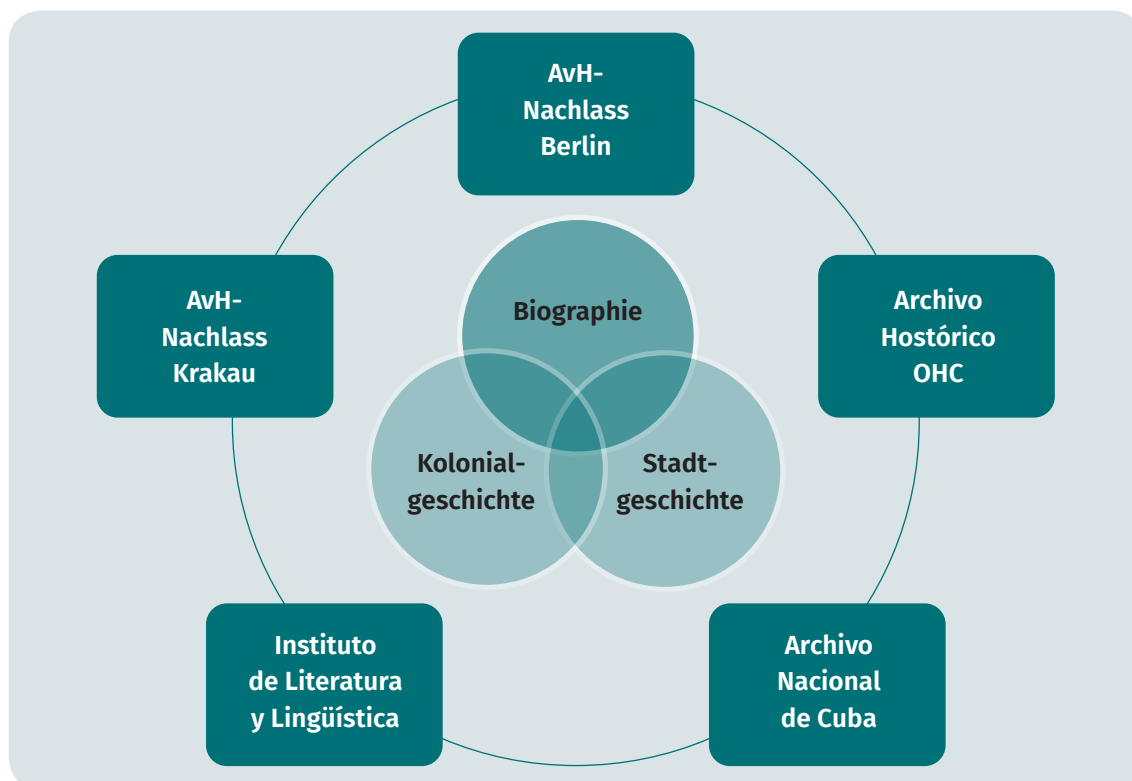 AvH-
Nachlass
Berlin
AvH-
Nachlass
Krakau
Biographie
Archivo
Hostórico
OHC
Kolonial-
geschichte
Stadt-
geschichte
Instituto
de Literatura
y Lingüística
Archivo
Nacional
de Cuba